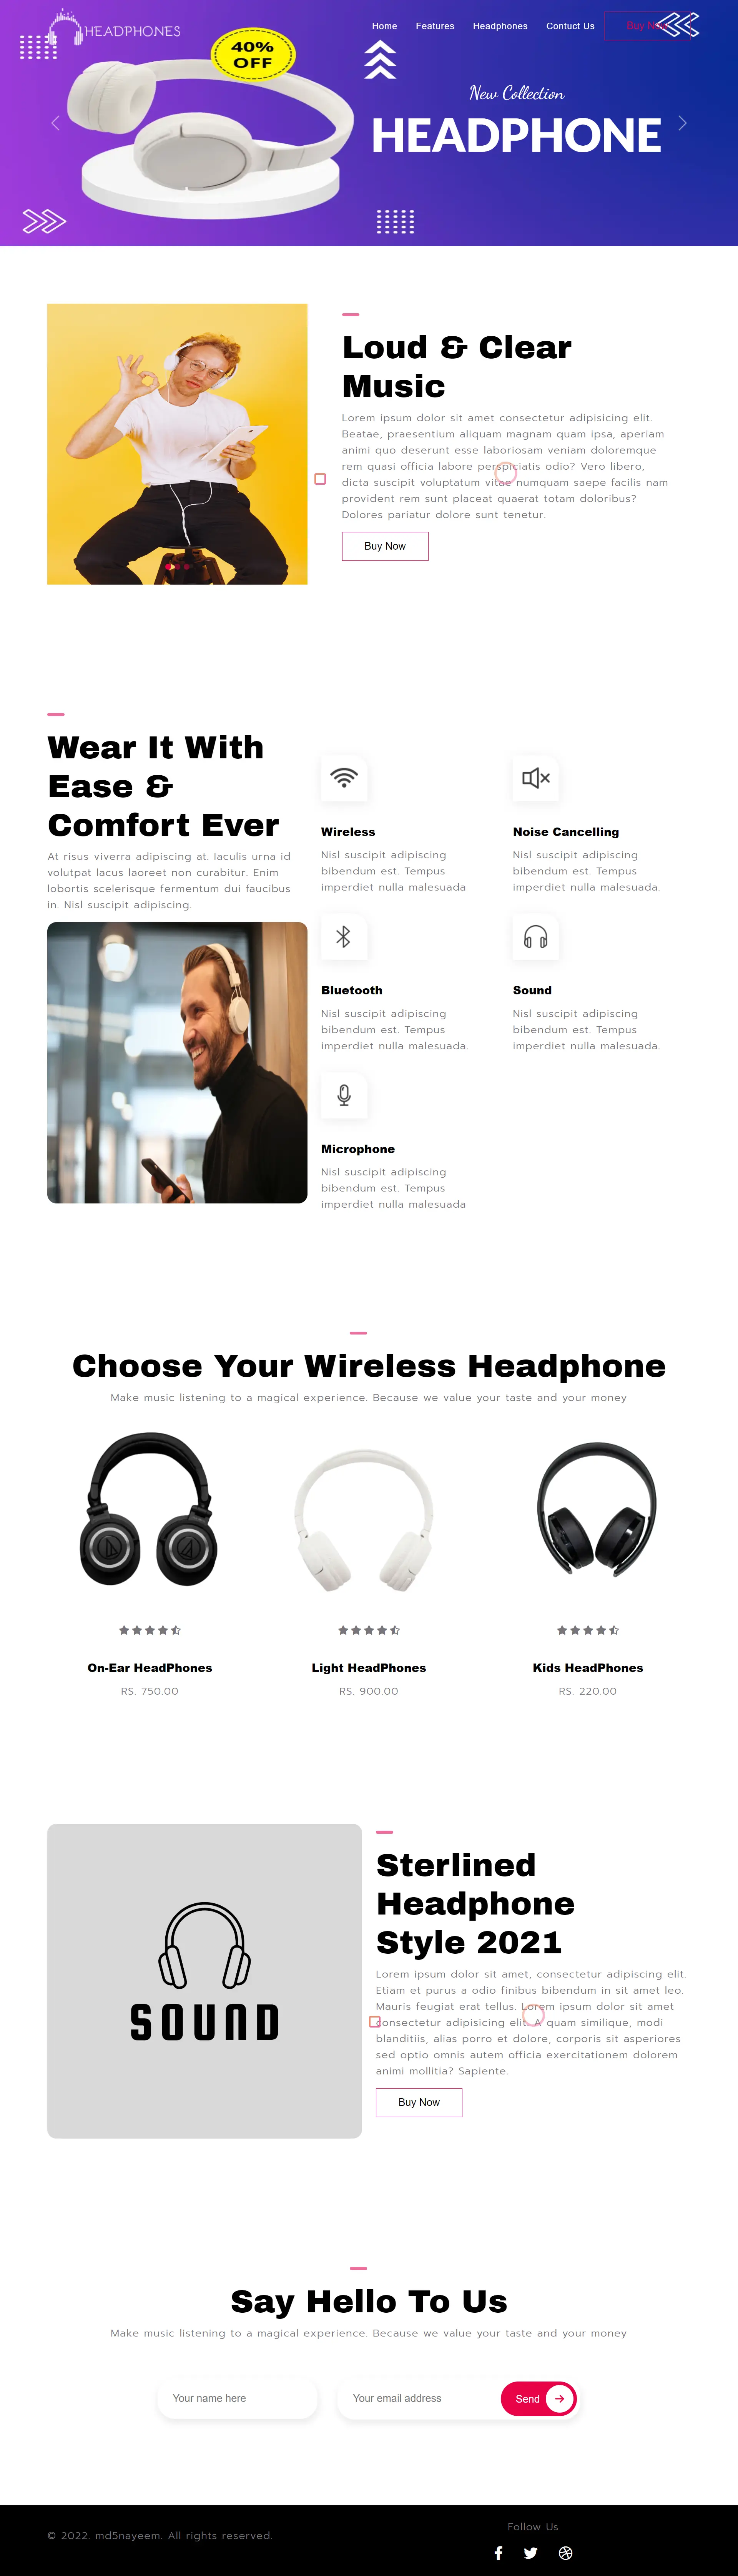 HEADPHONES
Home Features Headphones Contuct Us Buy Now
40%
OFF
New Collection
HEADPHONE
Loud & Clear
Music
Lorem ipsum dolor sit amet consectetur adipisicing elit.
Beatae, praesentium aliquam magnam quam ipsa, aperiam
animi quo deserunt esse laboriosam veniam doloremque
rem quasi officia labore perspiciatis odio? Vero libero,
dicta suscipit voluptatum vitae numquam saepe facilis nam
provident rem sunt placeat quaerat totam doloribus?
Dolores pariatur dolore sunt tenetur.
Buy Now
Wear It With
Ease &
Comfort Ever
At risus viverra adipiscing at. Iaculis urna id
volutpat lacus laoreet non curabitur. Enim
lobortis scelerisque fermentum dui faucibus
in. Nisl suscipit adipiscing.
Wireless
Nisl suscipit adipiscing
bibendum est. Tempus
imperdiet nulla malesuada
Noise Cancelling
Nisl suscipit adipiscing
bibendum est. Tempus
imperdiet nulla malesuada.
Bluetooth
Nisl suscipit adipiscing
bibendum est. Tempus
imperdiet nulla malesuada.
Sound
Nisl suscipit adipiscing
bibendum est. Tempus
imperdiet nulla malesuada.
Microphone
Nisl suscipit adipiscing
bibendum est. Tempus
imperdiet nulla malesuada
Choose Your Wireless Headphone
Make music listening to a magical experience. Because we value your taste and your money
On-Ear HeadPhones
RS. 750.00
Light HeadPhones
RS. 900.00
Kids HeadPhones
RS. 220.00
SOUND
Sterlined
Headphone
Style 2021
Lorem ipsum dolor sit amet, consectetur adipiscing elit.
Etiam et purus a odio finibus bibendum in sit amet leo.
Mauris feugiat erat tellus. ipsum dolor sit amet
consectetur adipisicing elit. A quam similique, modi
blanditiis, alias porro et dolore, corporis sit asperiores
sed optio omnis autem officia exercitationem dolorem
animi mollitia? Sapiente.
Buy Now
Say Hello To Us
Make music listening to a magical experience. Because we value your taste and your money
Your name here
Your email address
Send
© 2022. md5nayeem. All rights reserved.
Follow Us